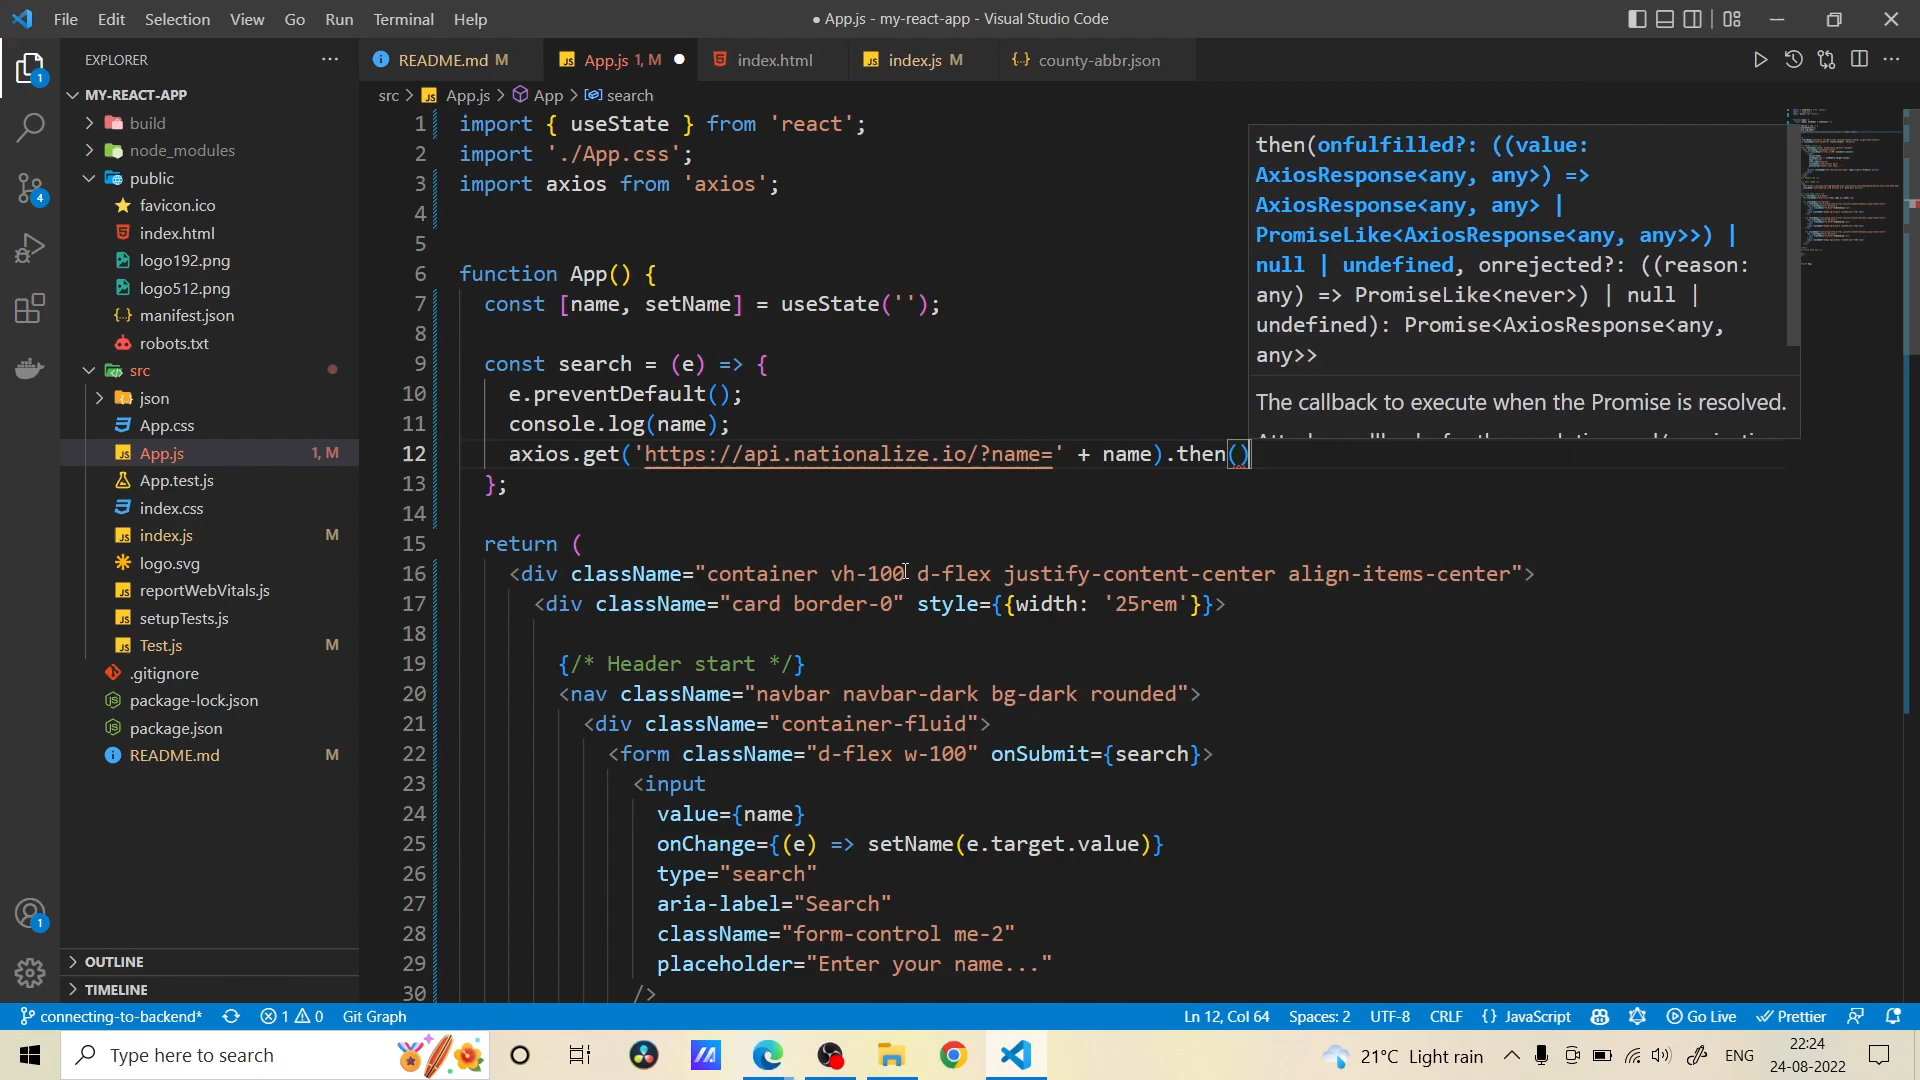 File Edit Selection View Go Run Terminal Help
● App.js - my-react-app - Visual Studio Code
EXPLORER
README.md M
App.js 1, M
index.html
index.js M
county-abbr.json
src > App.js > App > search
MY-REACT-APP
build
node_modules
public
favicon.ico
index.html
logo192.png
logo512.png
manifest.json
robots.txt
src
json
App.css
App.js 1, M
App.test.js
index.css
index.js M
logo.svg
reportWebVitals.js
setupTests.js
Test.js M
.gitignore
package-lock.json
package.json
README.md M
OUTLINE
TIMELINE
1 import { useState } from 'react';
2 import './App.css';
3 import axios from 'axios';
4
5
6 function App() {
7 const [name, setName] = useState('');
8
9 const search = (e) => {
10 e.preventDefault();
11 console.log(name);
12 axios.get('https://api.nationalize.io/?name=' + name).then()
13 };
14
15 return (
16 <div className="container vh-100 d-flex justify-content-center align-items-center">
17 <div className="card border-0" style={{width: '25rem'}}>
18
19 {/* Header start */}
20 <nav className="navbar navbar-dark bg-dark rounded">
21 <div className="container-fluid">
22 <form className="d-flex w-100" onSubmit={search}>
23 <input
24 value={name}
25 onChange={(e) => setName(e.target.value)}
26 type="search"
27 aria-label="Search"
28 className="form-control me-2"
29 placeholder="Enter your name..."
30 />
then(onfulfilled?: ((value:
AxiosResponse<any, any>) =>
AxiosResponse<any, any> |
PromiseLike<AxiosResponse<any, any>>) |
null | undefined, onrejected?: ((reason:
any) => PromiseLike<never>) | null |
undefined): Promise<AxiosResponse<any,
any>>
The callback to execute when the Promise is resolved.
1
4
1
connecting-to-backend* 1 0 Git Graph
Ln 12, Col 64 Spaces: 2 UTF-8 CRLF {} JavaScript Go Live Prettier
Type here to search
21°C Light rain
ENG
22:24
24-08-2022